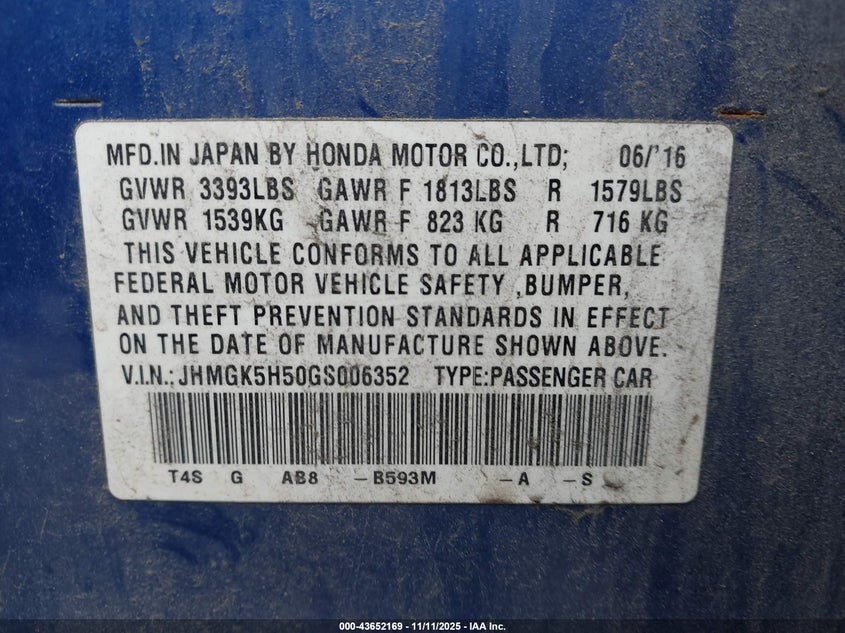 MFD.IN JAPAN BY HONDA MOTOR CO.,LTD; 06/'16
GVWR 3393LBS GAWR F 1813LBS R 1579LBS
GVWR 1539KG GAWR F 823 KG R 716 KG
THIS VEHICLE CONFORMS TO ALL APPLICABLE
FEDERAL MOTOR VEHICLE SAFETY ,BUMPER,
AND THEFT PREVENTION STANDARDS IN EFFECT
ON THE DATE OF MANUFACTURE SHOWN ABOVE.
V.I.N.: JHMGK5H50GS006352 TYPE:PASSENGER CAR
T4S G AB8 -B593M -A -S
000-43652169 - 11/11/2025 - IAA Inc.